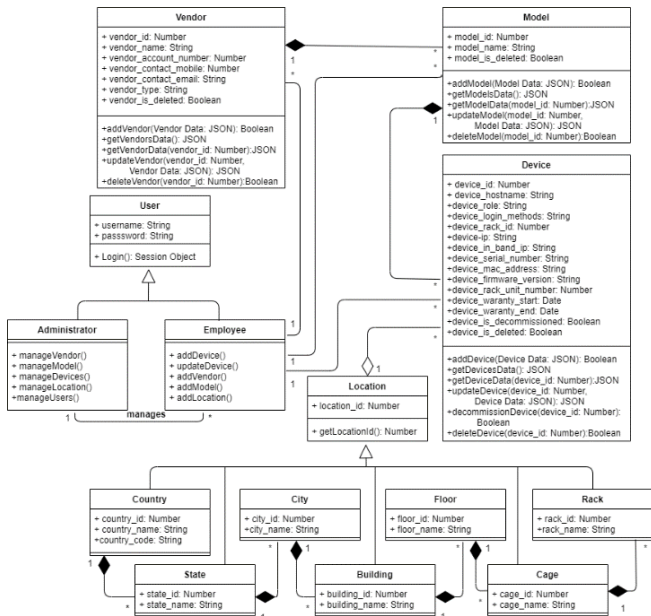 Vendor
+ vendor_id: Number
+ vendor_name: String
+ vendor_account_number: Number
+ vendor_contact_mobile: Number
+ vendor_contact_email: String
+ vendor_type: String
+ vendor_is_deleted: Boolean
+addVendor(Vendor Data: JSON): Boolean
+getVendorsData(): JSON
+getVendorData(vendor_id: Number):JSON
+updateVendor(vendor_id: Number,
Vendor Data: JSON): JSON
+deleteVendor(vendor_id: Number):Boolean
1
*
*
*
Model
+ model_id: Number
+ model_name: String
+ model_is_deleted: Boolean
+addModel(Model Data: JSON): Boolean
+getModelsData(): JSON
+getModelData(model_id: Number):JSON
+updateModel(model_id: Number,
Model Data: JSON): JSON
+deleteModel(model_id: Number):Boolean
1
Device
+ device_id: Number
+ device_hostname: String
+device_role: String
+device_login_methods: String
+device_rack_id: Number
+device-ip: String
+device_in_band_ip: String
+device_serial_number: String
+device_mac_address: String
+device_firmware_version: String
+device_rack_unit_number: Number
+device_waranty_start: Date
+device_waranty_end: Date
+device_is_decommissioned: Boolean
+device_is_deleted: Boolean
+addDevice(Device Data: JSON): Boolean
+getDevicesData(): JSON
+getDeviceData(device_id: Number):JSON
+updateDevice(device_id: Number,
Device Data: JSON): JSON
+decommissionDevice(device_id: Number):
Boolean
+deleteDevice(device_id: Number):Boolean
*
*
*
User
+ username: String
+ passsword: String
+ Login(): Session Object
Administrator
+ manageVendor()
+ manageModel()
+ manageDevices()
+ manageLocation()
+manageUsers()
Employee
+ addDevice()
+ updateDevice()
+ addVendor()
+ addModel()
+ addLocation()
1
1
1
1
manages
*
1
Location
+ location_id: Number
+ getLocationId(): Number
Country
+ country_id: Number
+ country_name: String
+country_code: String
City
+ city_id: Number
+city_name: String
Floor
+ floor_id: Number
+ floor_name: String
Rack
+ rack_id: Number
+rack_name: String
1
*
1
*
1
*
State
+ state_id: Number
+ state_name: String
Building
+ building_id: Number
+ building_name: String
Cage
+ cage_id: Number
+ cage_name: String
*
1
*
1
*
1